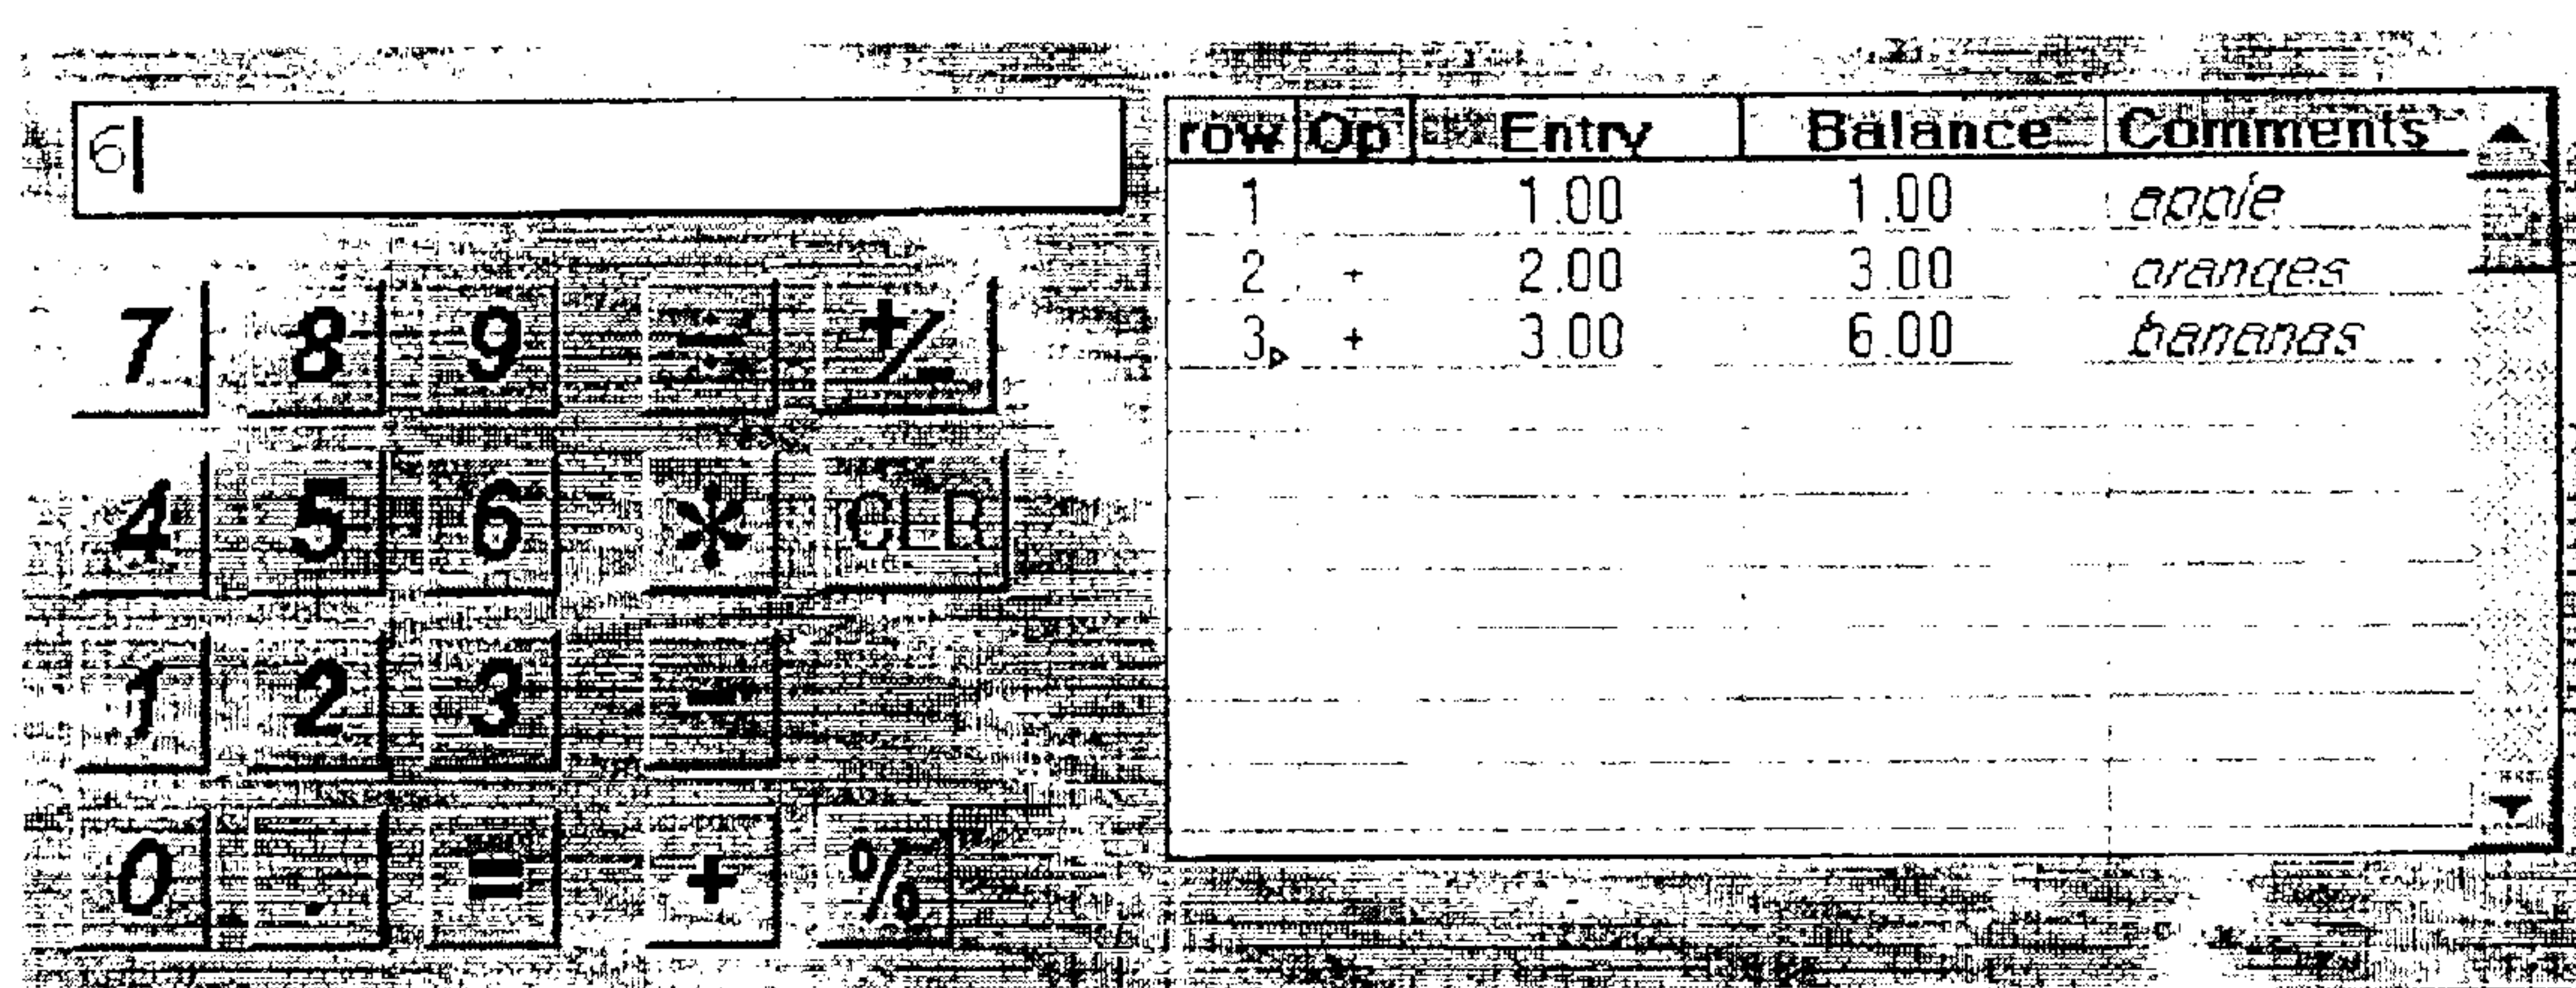 6
7 8 9 ÷ +/-
4 5 6 * CLR
1 2 3 -
0 . = + %
row Op Entry Balance Comments
1 1.00 1.00 apple
2 + 2.00 3.00 oranges
3 + 3.00 6.00 bananas